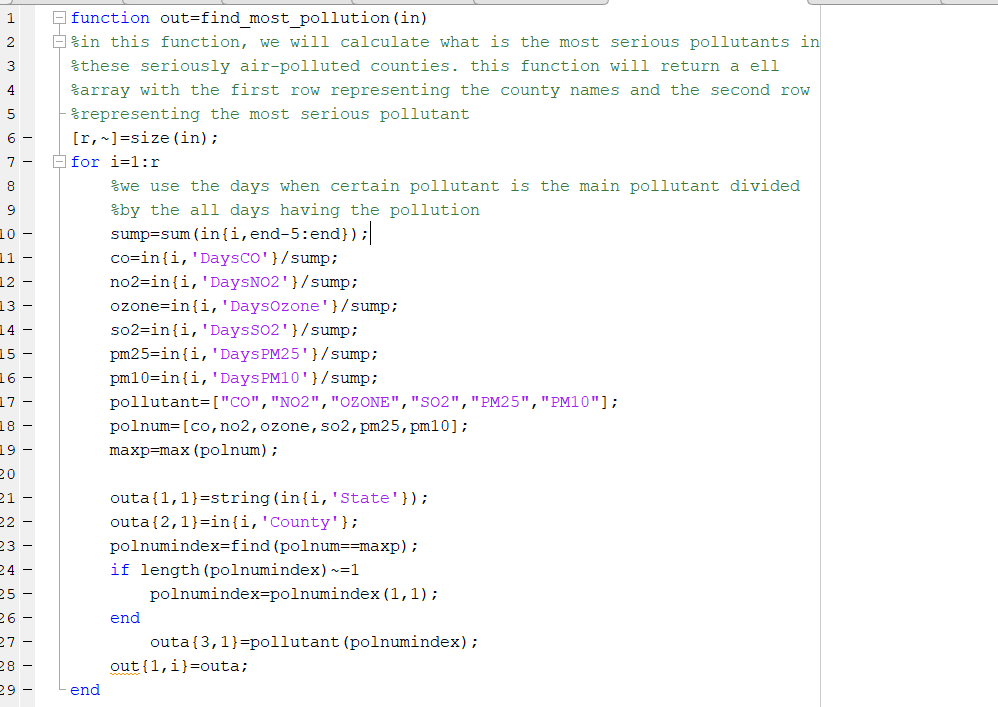 1 function out=find_most_pollution(in)
2 %in this function, we will calculate what is the most serious pollutants in
3 %these seriously air-polluted counties. this function will return a ell
4 %array with the first row representing the county names and the second row
5 %representing the most serious pollutant
6 [r,~]=size(in);
7 for i=1:r
8 %we use the days when certain pollutant is the main pollutant divided
9 %by the all days having the pollution
10 sump=sum(in{i,end-5:end});
11 co=in{i,'DaysCO'}/sump;
12 no2=in{i,'DaysNO2'}/sump;
13 ozone=in{i,'DaysOzone'}/sump;
14 so2=in{i,'DaysSO2'}/sump;
15 pm25=in{i,'DaysPM25'}/sump;
16 pm10=in{i,'DaysPM10'}/sump;
17 pollutant=["CO","NO2","OZONE","SO2","PM25","PM10"];
18 polnum=[co,no2,ozone,so2,pm25,pm10];
19 maxp=max(polnum);
20
21 outa{1,1}=string(in{i,'State'});
22 outa{2,1}=in{i,'County'};
23 polnumindex=find(polnum==maxp);
24 if length(polnumindex)~=1
25 polnumindex=polnumindex(1,1);
26 end
27 outa{3,1}=pollutant(polnumindex);
28 out{1,i}=outa;
29 end